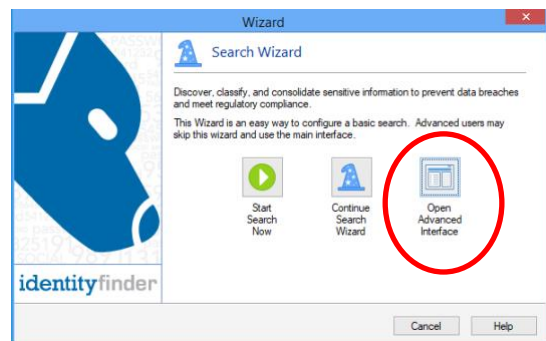 Wizard
Search Wizard
Discover, classify, and consolidate sensitive information to prevent data breaches
and meet regulatory compliance.
This Wizard is an easy way to configure a basic search. Advanced users may
skip this wizard and use the main interface.
Start
Search
Now
Continue
Search
Wizard
Open
Advanced
Interface
identityfinder
Cancel
Help